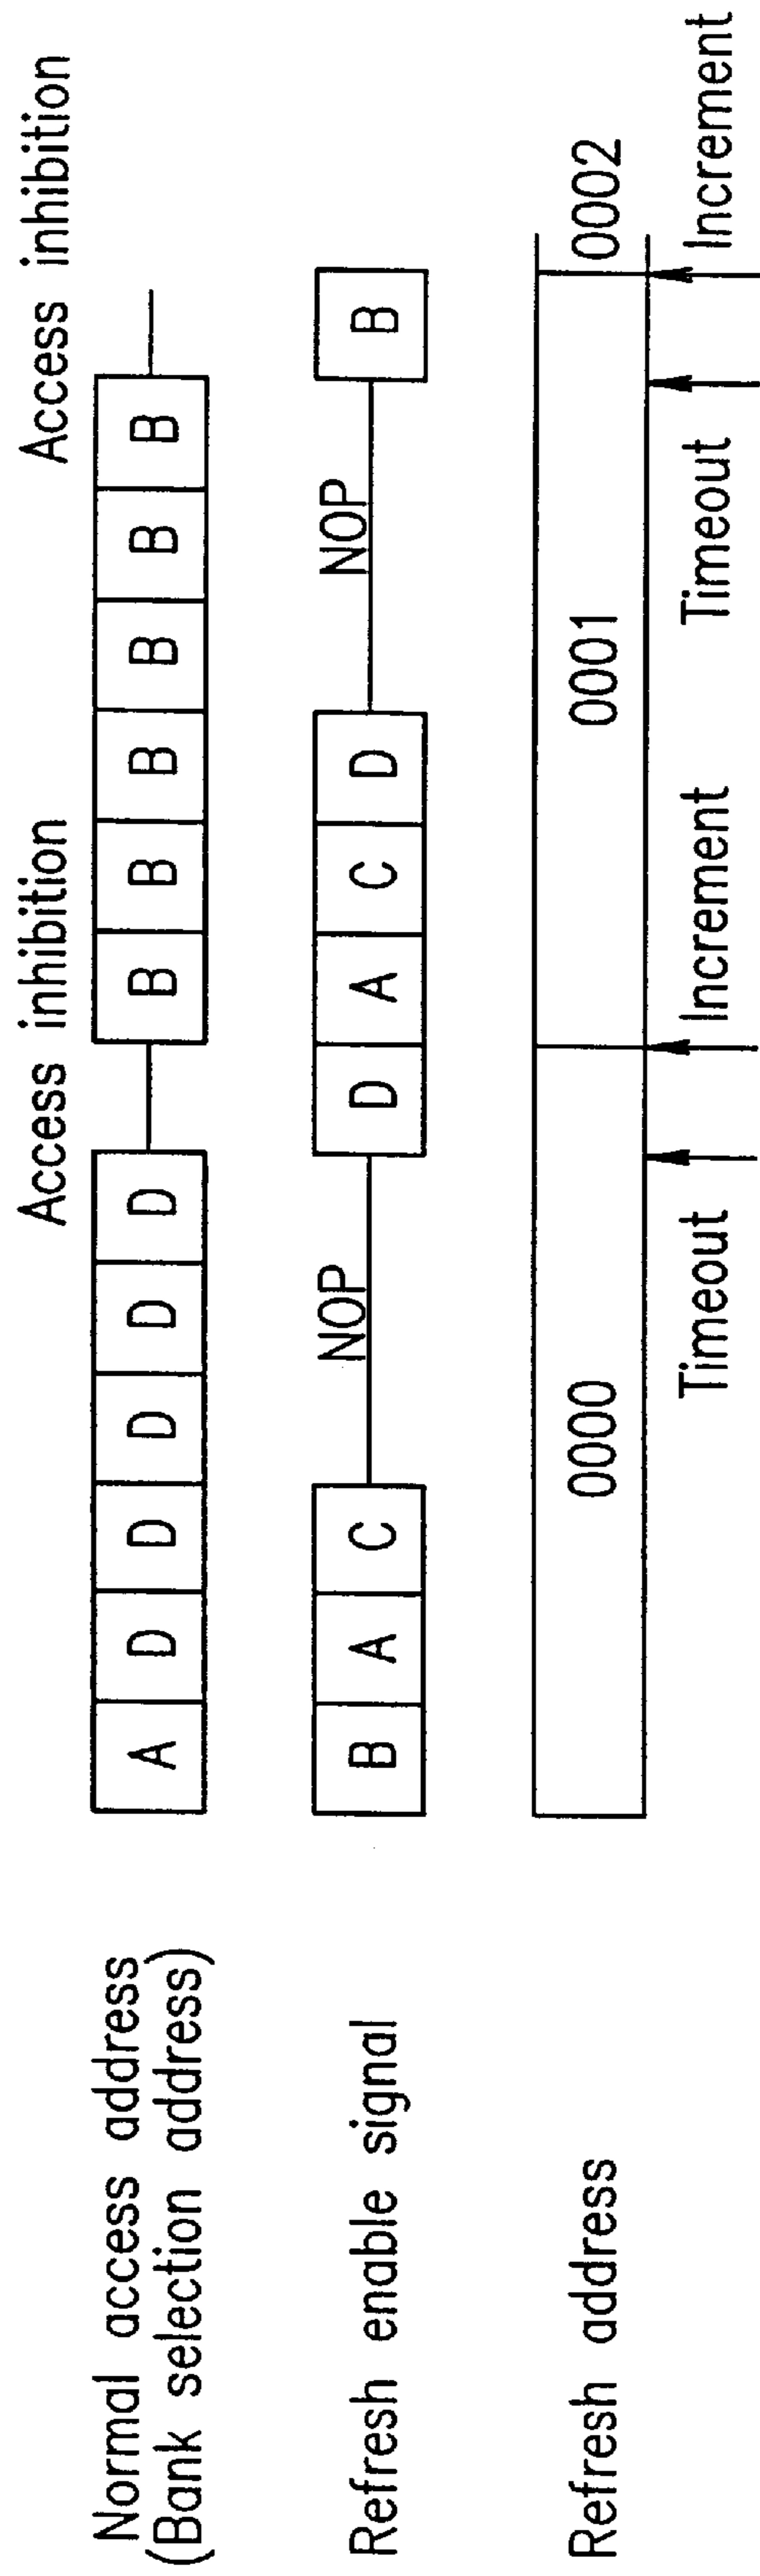 Access inhibition Access inhibition
Normal access address
(Bank selection address)
A D D D D D B B B B B B
Refresh enable signal
B A C NOP D A C D NOP B
Refresh address
0000 0001 0002
Timeout Increment Timeout Increment